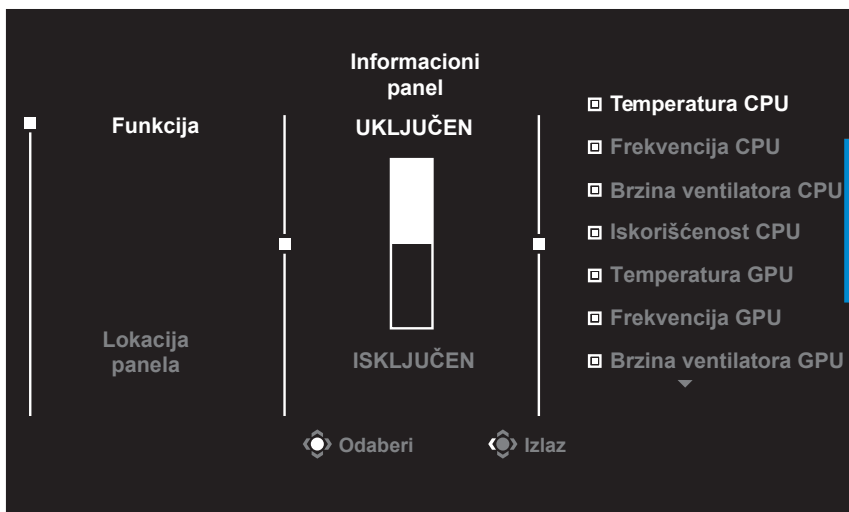 Funkcija
Lokacija
panela
Informacioni
panel
UKLJUČEN
ISKLJUČEN
Temperatura CPU
Frekvencija CPU
Brzina ventilatora CPU
Iskorišćenost CPU
Temperatura GPU
Frekvencija GPU
Brzina ventilatora GPU
Odaberi
Izlaz